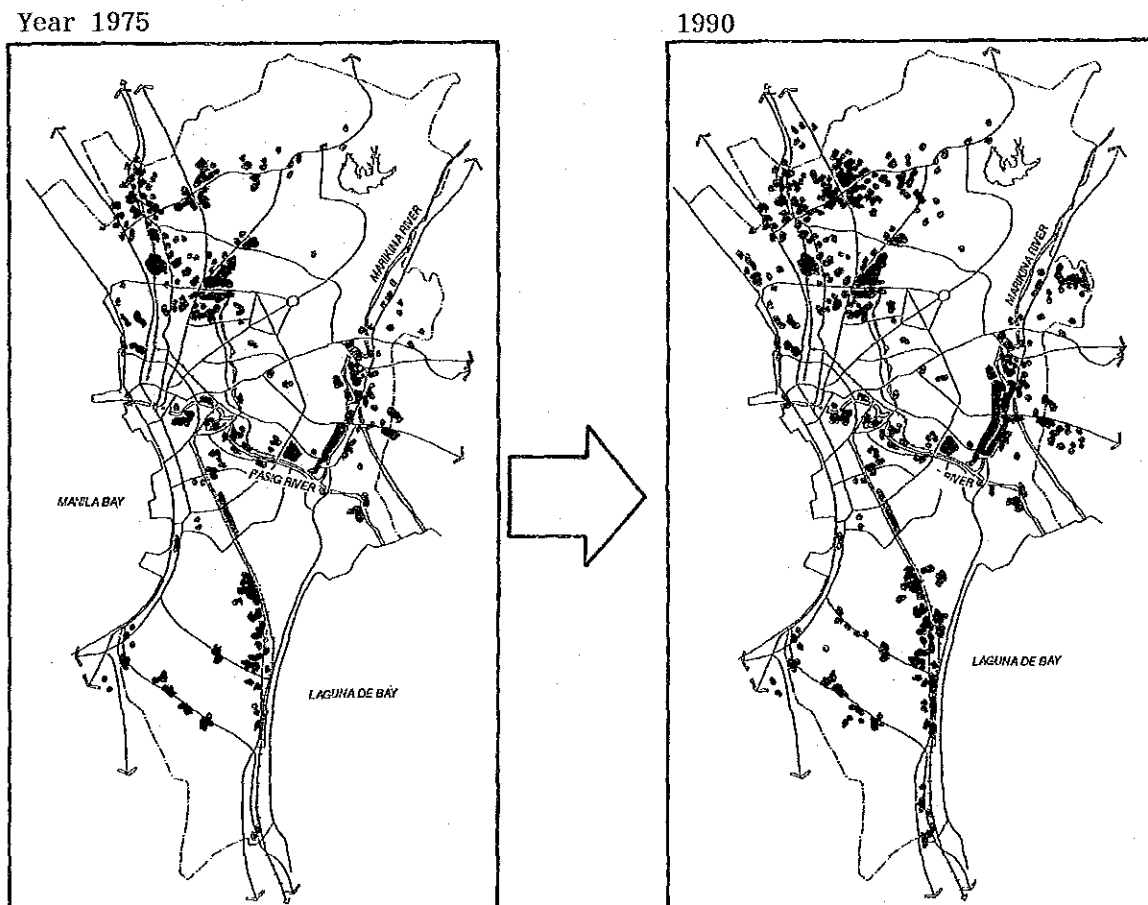 Year 1975
1990
MARIKINA RIVER
PASIG RIVER
MANILA BAY
LAGUNA DE BAY
MARIKINA RIVER
RIVER
LAGUNA DE BAY